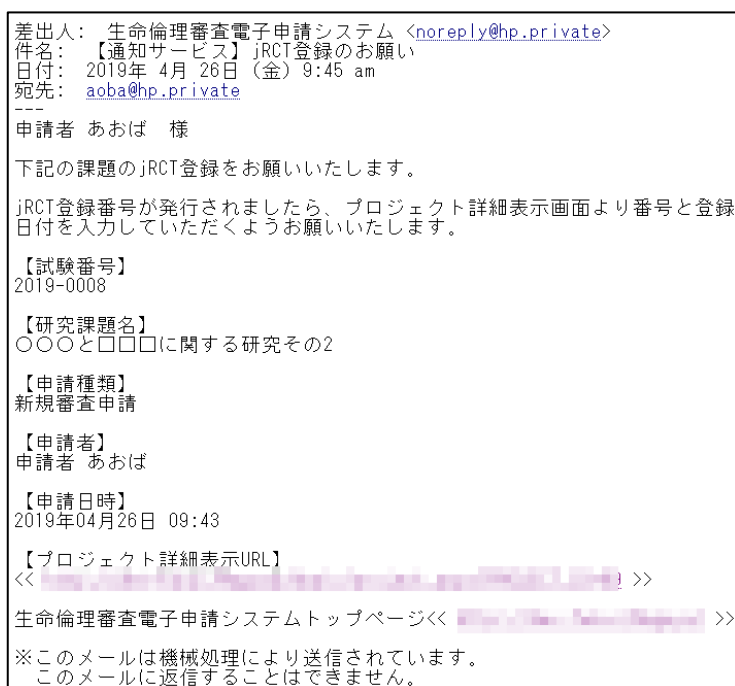 差出人: 生命倫理審査電子申請システム <noreply@hp.private>
件名: 【通知サービス】jRCT登録のお願い
日付: 2019年 4月 26日 (金) 9:45 am
宛先: aoba@hp.private
---
申請者 あおば 様
下記の課題のjRCT登録をお願いいたします。
jRCT登録番号が発行されましたら、プロジェクト詳細表示画面より番号と登録
日付を入力していただくようお願いいたします。
【試験番号】
2019-0008
【研究課題名】
○○○と□□□に関する研究その2
【申請種類】
新規審査申請
【申請者】
申請者 あおば
【申請日時】
2019年04月26日 09:43
【プロジェクト詳細表示URL】
<< >>
生命倫理審査電子申請システムトップページ<< >>
※このメールは機械処理により送信されています。
このメールに返信することはできません。